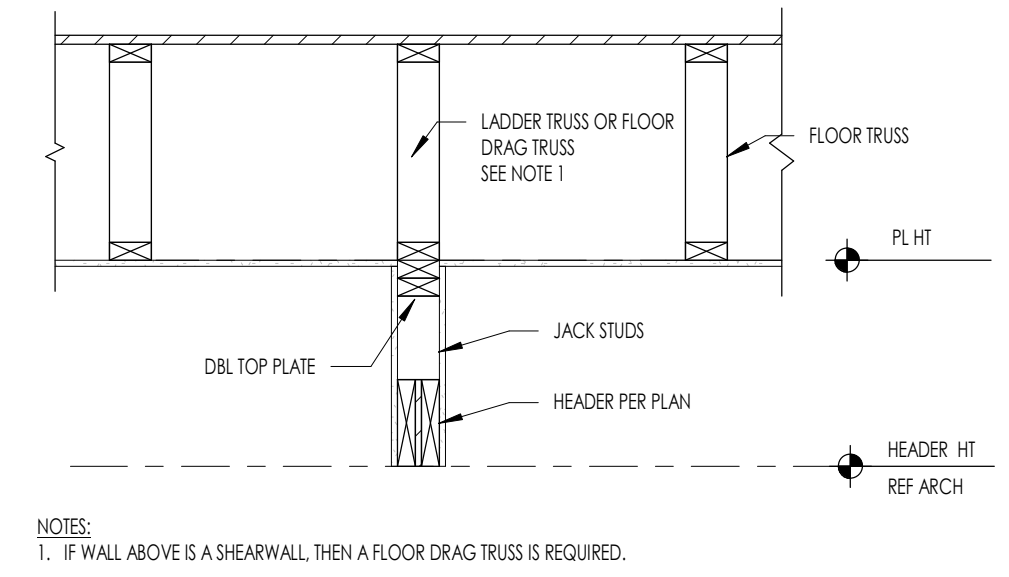 LADDER TRUSS OR FLOOR
DRAG TRUSS
SEE NOTE 1
FLOOR TRUSS
PL HT
JACK STUDS
DBL TOP PLATE
HEADER PER PLAN
HEADER HT
REF ARCH
NOTES:
1. IF WALL ABOVE IS A SHEARWALL, THEN A FLOOR DRAG TRUSS IS REQUIRED.